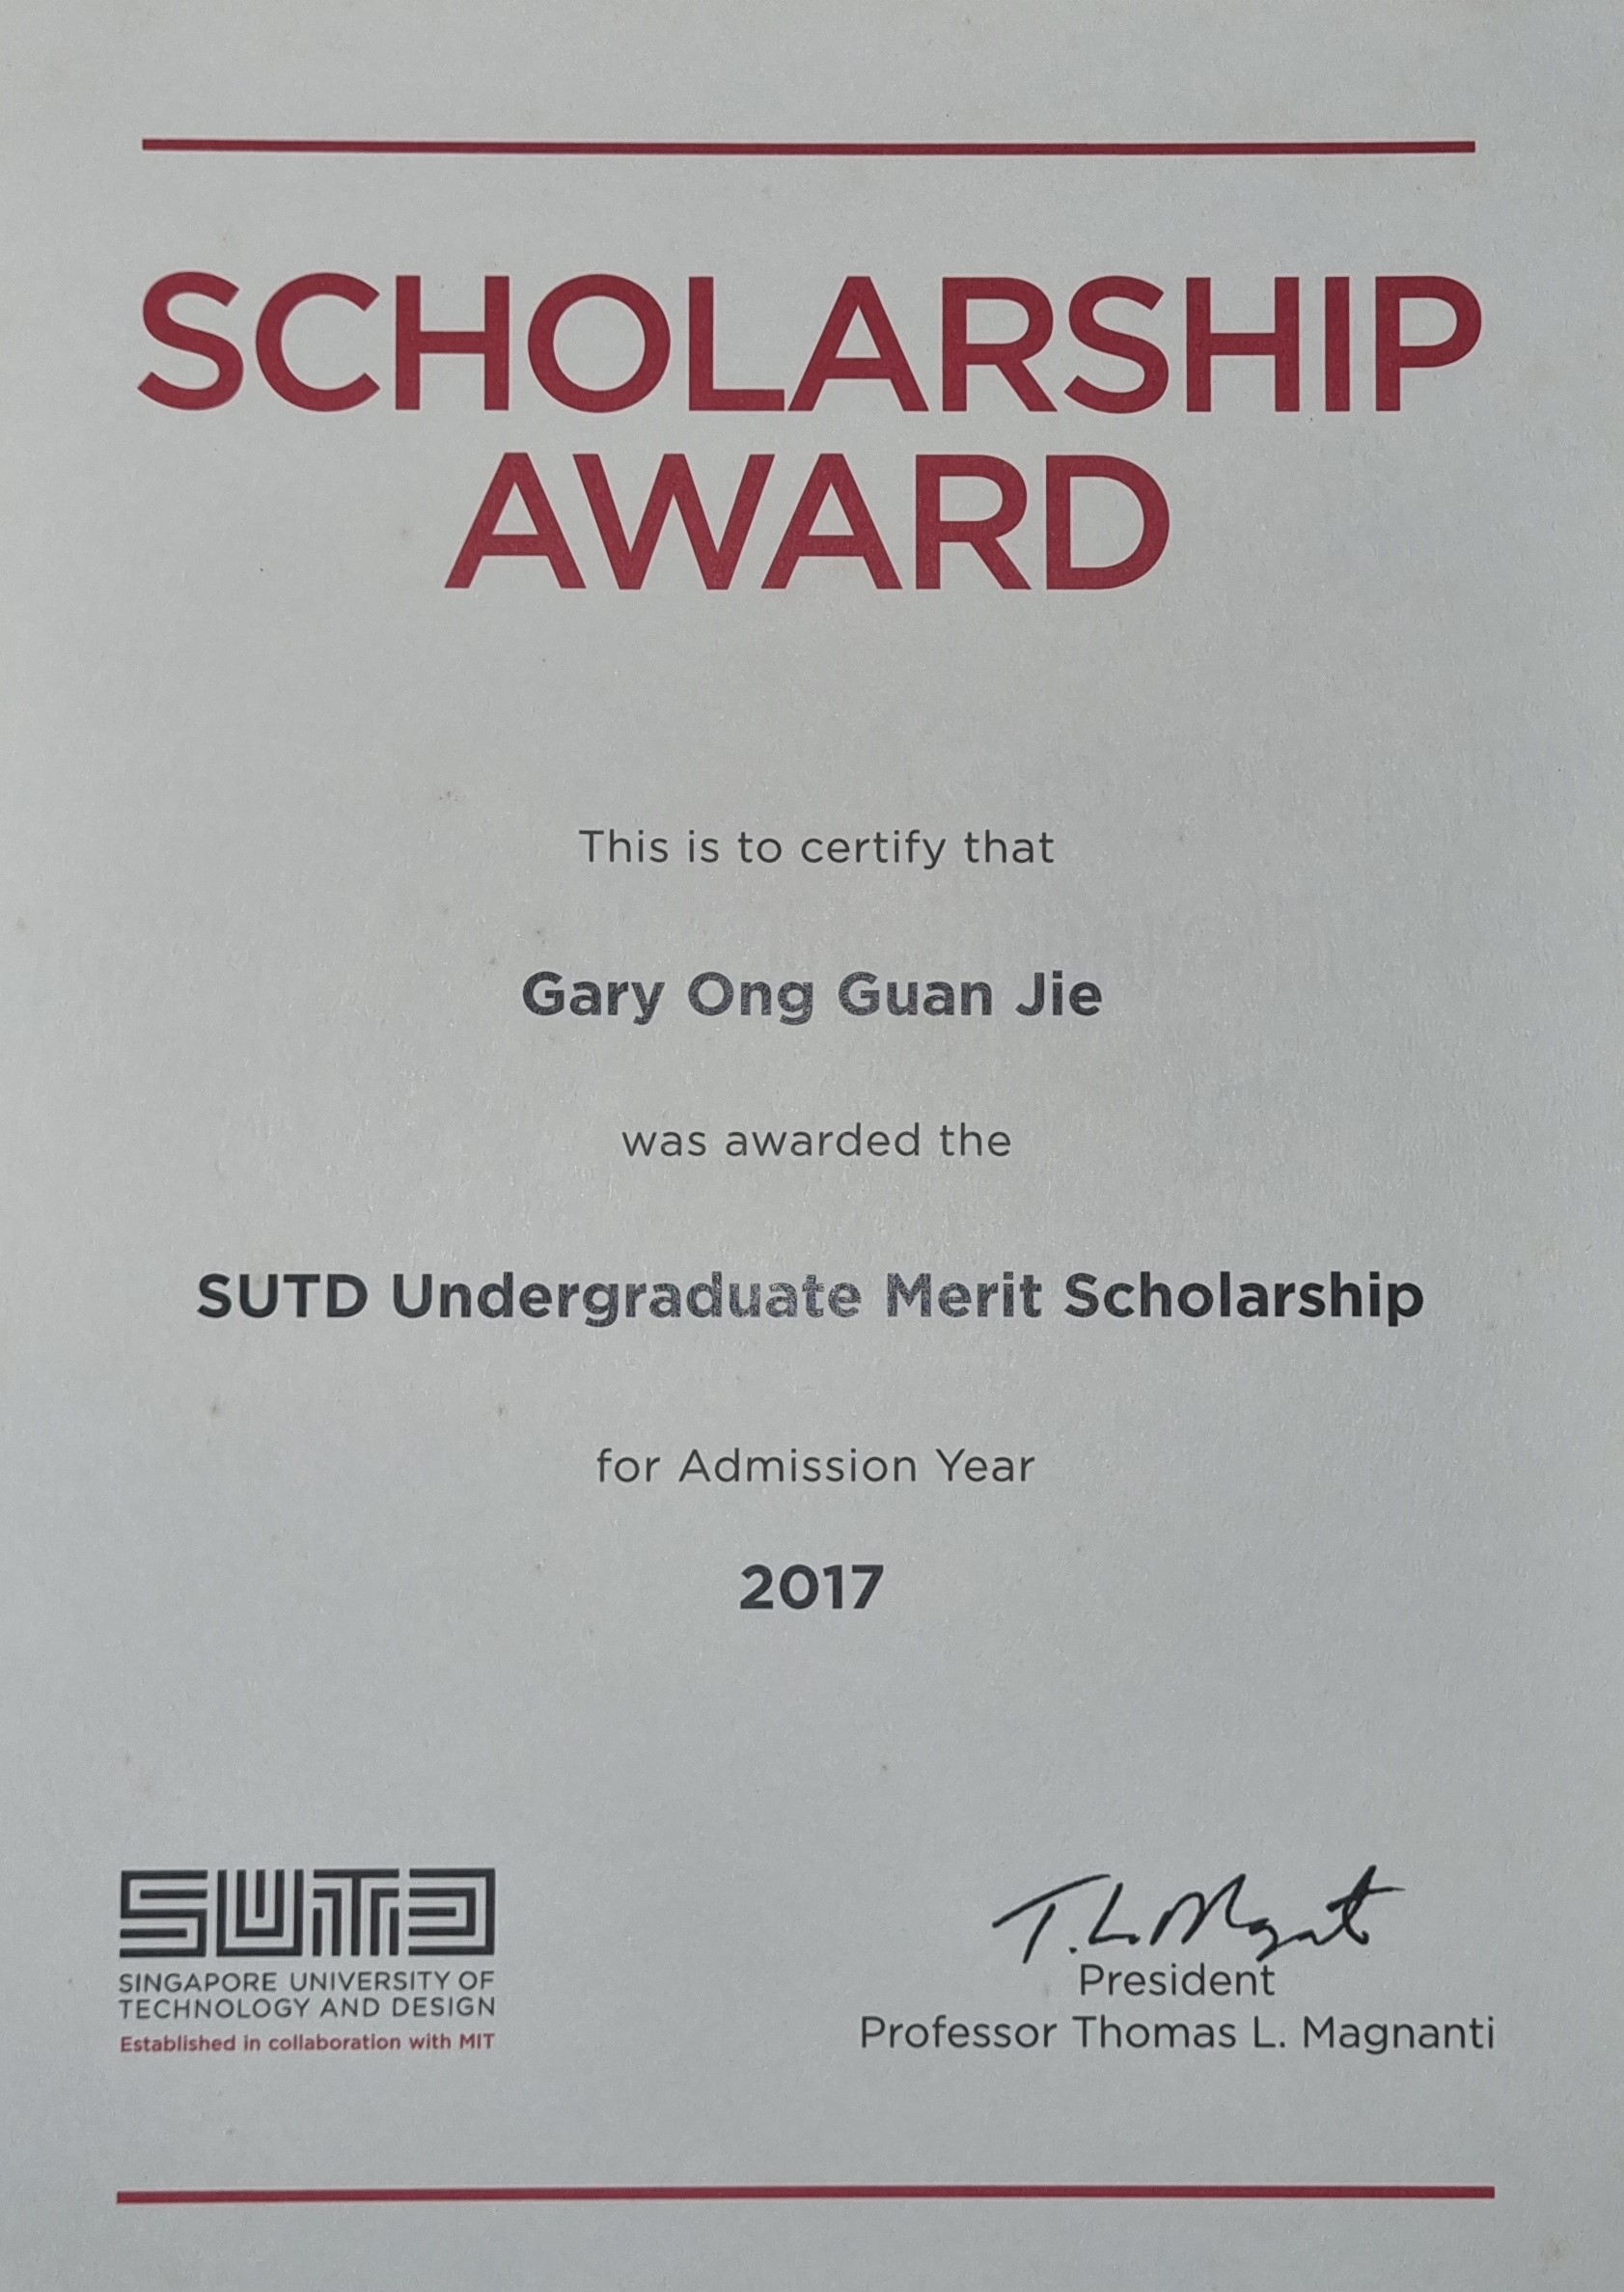 SCHOLARSHIP
AWARD
This is to certify that
Gary Ong Guan Jie
was awarded the
SUTD Undergraduate Merit Scholarship
for Admission Year
2017
SUTD
SINGAPORE UNIVERSITY OF
TECHNOLOGY AND DESIGN
Established in collaboration with MIT
T. L. Magnanti
President
Professor Thomas L. Magnanti